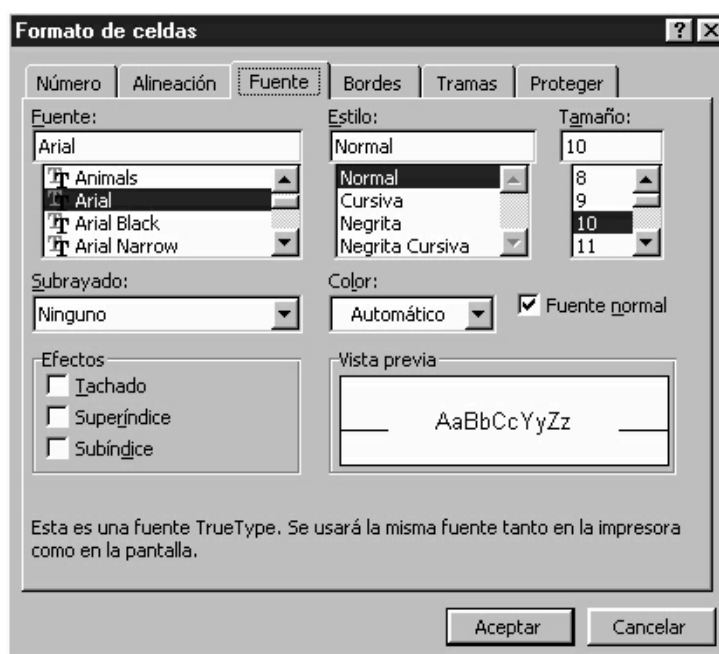 Formato de celdas
Número Alineación Fuente Bordes Tramas Proteger
Fuente: Estilo: Tamaño:
Arial Normal 10
Animals Normal 8
Arial Cursiva 9
Arial Black Negrita 10
Arial Narrow Negrita Cursiva 11
Subrayado: Color:
Ninguno Automático Fuente normal
Efectos Vista previa
Tachado
Superíndice AaBbCcYyZz
Subíndice
Esta es una fuente TrueType. Se usará la misma fuente tanto en la impresora
como en la pantalla.
Aceptar Cancelar